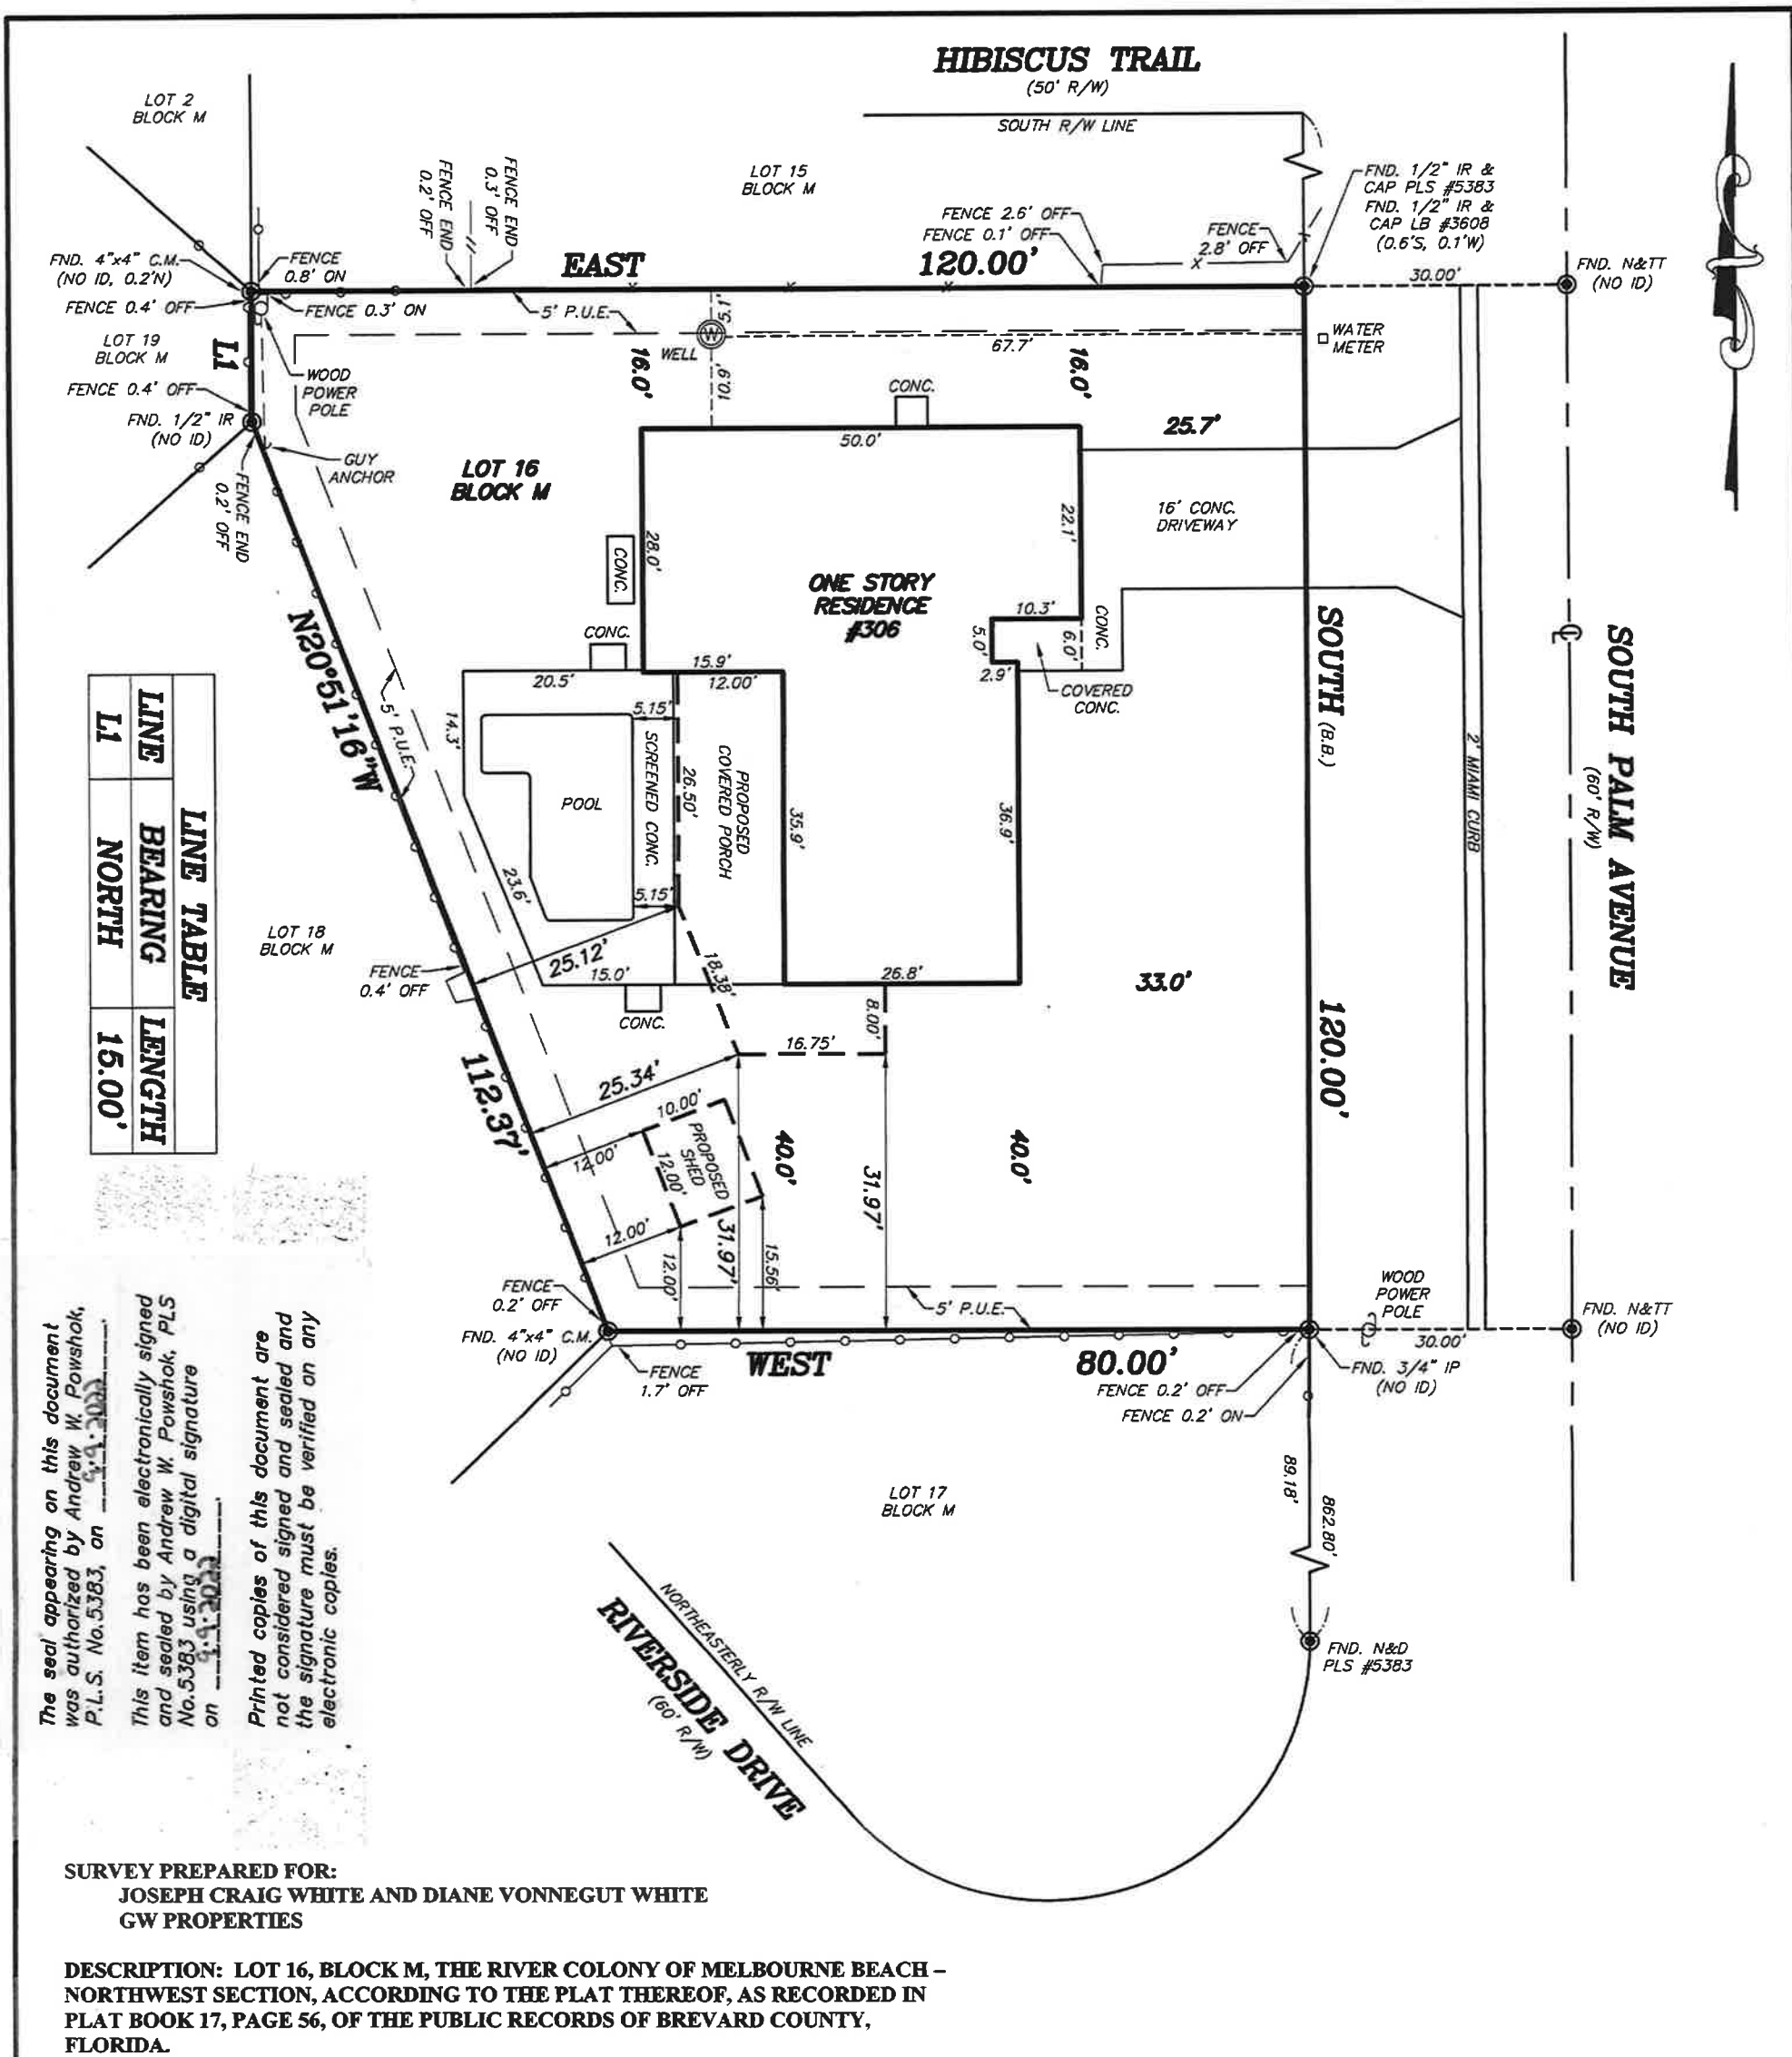 HIBISCUS TRAIL
(50' R/W)
SOUTH R/W LINE
LOT 2
BLOCK M
LOT 15
BLOCK M
FENCE END
0.2' OFF
FENCE END
0.3' OFF
FENCE 2.6' OFF
FENCE 0.1' OFF
FENCE
2.8' OFF
FND. 1/2" IR &
CAP PLS #5383
FND. 1/2" IR &
CAP LB #3608
(0.6'S, 0.1'W)
30.00'
FND. N&TT
(NO ID)
FND. 4"x4" C.M.
(NO ID, 0.2'N)
FENCE
0.8' ON
EAST
120.00'
FENCE 0.4' OFF
FENCE 0.3' ON
5' P.U.E.
5.1'
W
WELL
67.7'
WATER
METER
LOT 19
BLOCK M
L1
WOOD
POWER
POLE
16.0'
10.9'
16.0'
FENCE 0.4' OFF
FND. 1/2" IR
(NO ID)
GUY
ANCHOR
FENCE END
0.2' OFF
LOT 16
BLOCK M
CONC.
50.0'
25.7'
22.1'
16' CONC.
DRIVEWAY
28.0'
CONC.
ONE STORY
RESIDENCE
#306
10.3'
CONC.
5.0'
6.0'
2.9'
COVERED
CONC.
SOUTH (B.B.)
SOUTH PALM AVENUE
(60' R/W)
2' MIAMI CURB
CONC.
15.9'
20.5'
12.00'
N20°51'16"W
5' P.U.E.
14.3'
5.15'
SCREENED CONC.
26.50'
PROPOSED
COVERED PORCH
POOL
35.9'
36.9'
23.6'
5.15'
LINE TABLE
LINE BEARING LENGTH
L1 NORTH 15.00'
LOT 18
BLOCK M
FENCE
0.4' OFF
25.12'
15.0'
18.38'
26.8'
33.0'
CONC.
8.00'
16.75'
120.00'
112.37'
25.34'
10.00'
PROPOSED
SHED
12.00'
12.00'
12.00'
40.0'
40.0'
31.97'
31.97'
15.56'
12.00'
FENCE
0.2' OFF
5' P.U.E.
WOOD
POWER
POLE
FND. N&TT
(NO ID)
FND. 4"x4" C.M.
(NO ID)
FENCE
1.7' OFF
WEST
80.00'
30.00'
FENCE 0.2' OFF
FENCE 0.2' ON
FND. 3/4" IP
(NO ID)
89.18'
862.80'
LOT 17
BLOCK M
FND. N&D
PLS #5383
NORTHEASTERLY R/W LINE
RIVERSIDE DRIVE
(60' R/W)
The seal appearing on this document
was authorized by Andrew W. Powshok,
P.L.S. No.5383, on 9.9.2022.
This item has been electronically signed
and sealed by Andrew W. Powshok, PLS
No.5383 using a digital signature
on 9.9.2022.
Printed copies of this document are
not considered signed and sealed and
the signature must be verified on any
electronic copies.
SURVEY PREPARED FOR:
JOSEPH CRAIG WHITE AND DIANE VONNEGUT WHITE
GW PROPERTIES
DESCRIPTION: LOT 16, BLOCK M, THE RIVER COLONY OF MELBOURNE BEACH –
NORTHWEST SECTION, ACCORDING TO THE PLAT THEREOF, AS RECORDED IN
PLAT BOOK 17, PAGE 56, OF THE PUBLIC RECORDS OF BREVARD COUNTY,
FLORIDA.